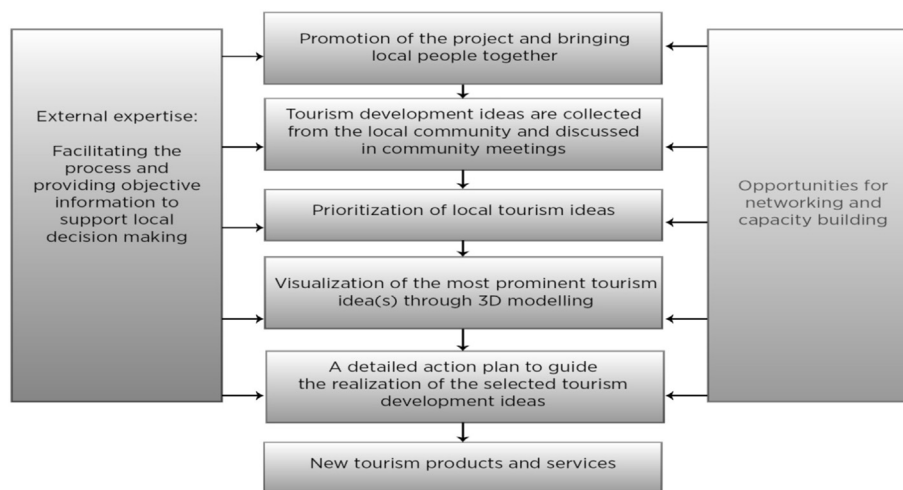 Promotion of the project and bringing
local people together
External expertise:
Facilitating the
process and
providing objective
information to
support local
decision making
Tourism development ideas are collected
from the local community and discussed
in community meetings
Opportunities for
networking and
capacity building
Prioritization of local tourism ideas
Visualization of the most prominent tourism
idea(s) through 3D modelling
A detailed action plan to guide
the realization of the selected tourism
development ideas
New tourism products and services